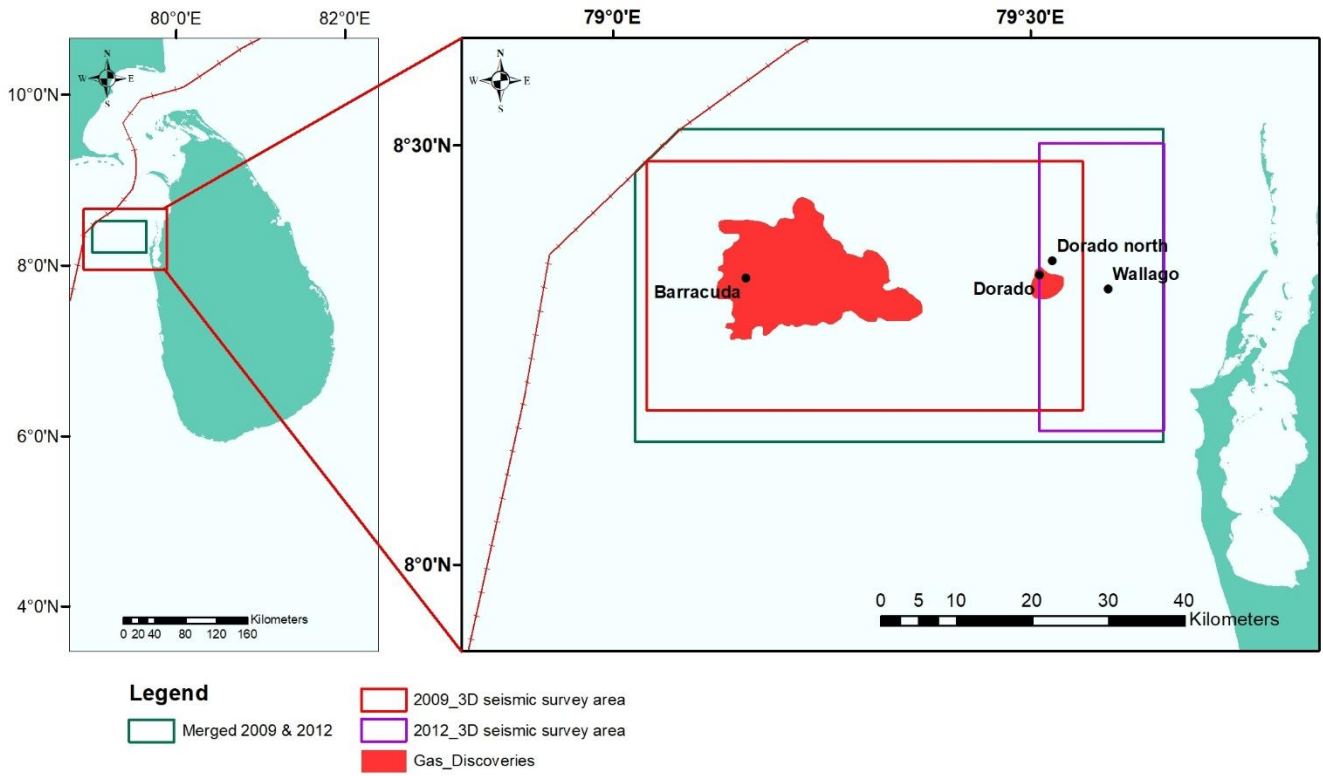 80°0'E 82°0'E
79°0'E 79°30'E
N
W E
S
N
W E
S
10°0'N
8°30'N
Dorado north
8°0'N
Barracuda
Dorado
Wallago
6°0'N
8°0'N
0 5 10 20 30 40
Kilometers
4°0'N
Kilometers
0 20 40 80 120 160
Legend
Merged 2009 & 2012
2009_3D seismic survey area
2012_3D seismic survey area
Gas_Discoveries